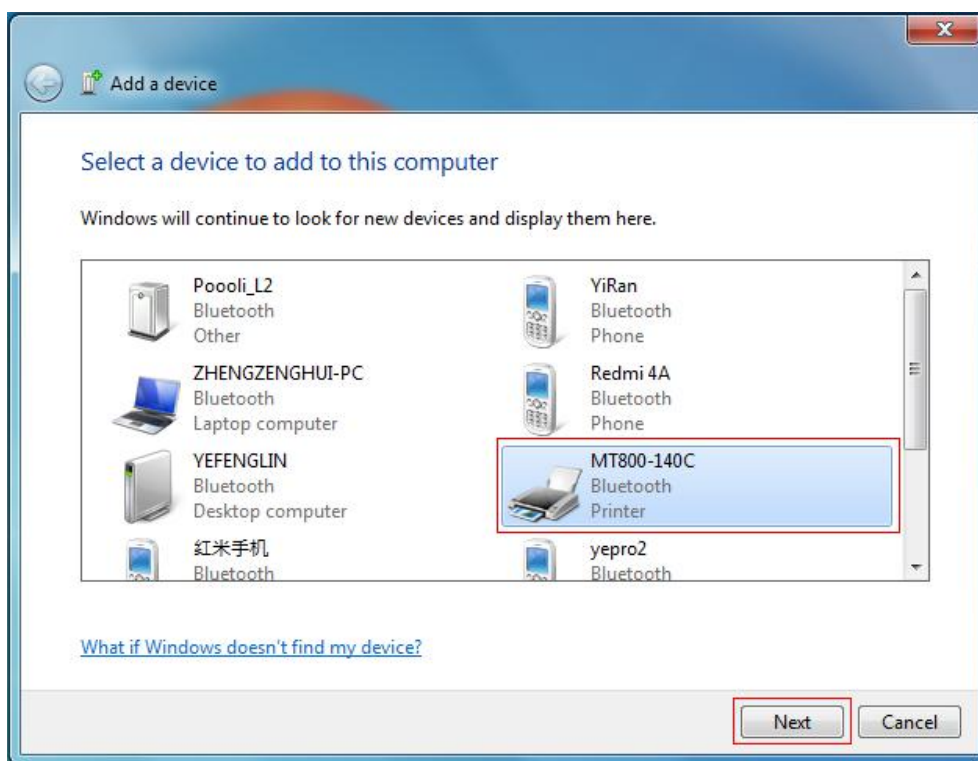 Add a device
Select a device to add to this computer
Windows will continue to look for new devices and display them here.
Poooli_L2
Bluetooth
Other
YiRan
Bluetooth
Phone
ZHENGZENGHUI-PC
Bluetooth
Laptop computer
Redmi 4A
Bluetooth
Phone
YEFENGLIN
Bluetooth
Desktop computer
MT800-140C
Bluetooth
Printer
红米手机
Bluetooth
yepro2
Bluetooth
What if Windows doesn't find my device?
Next
Cancel